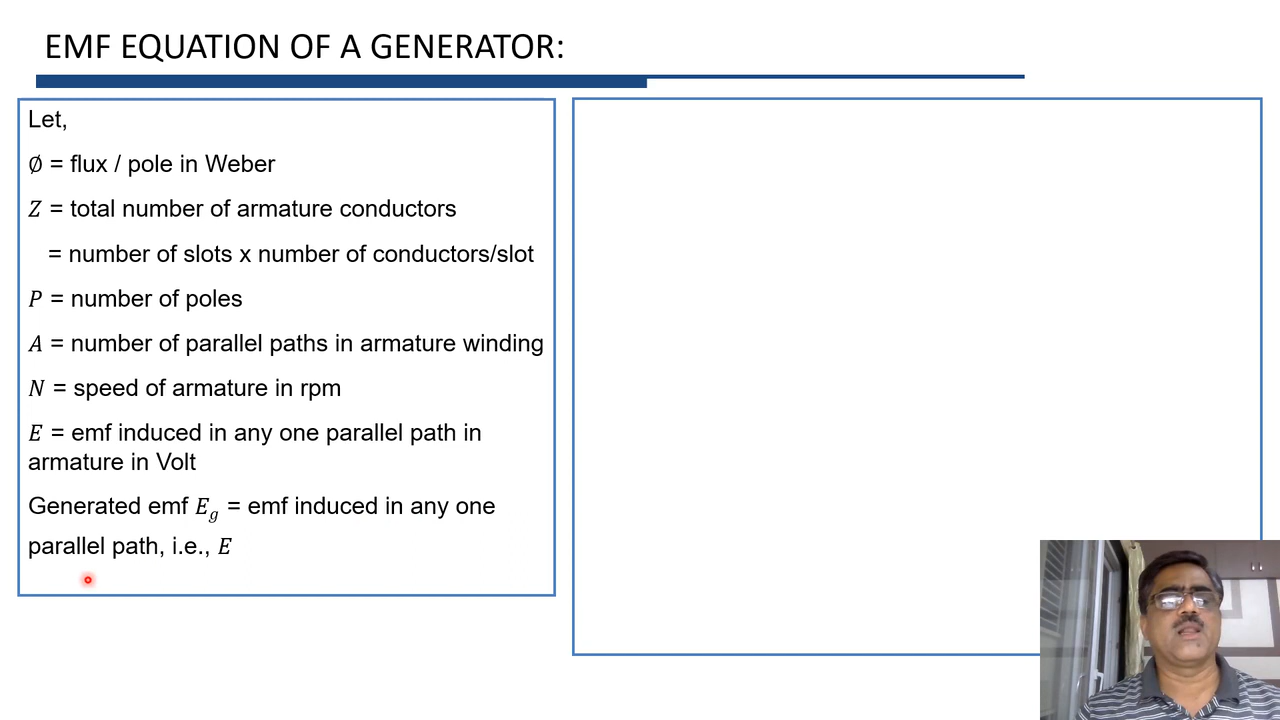 EMF EQUATION OF A GENERATOR:
Let,
∅ = flux / pole in Weber
Z = total number of armature conductors
= number of slots x number of conductors/slot
P = number of poles
A = number of parallel paths in armature winding
N = speed of armature in rpm
E = emf induced in any one parallel path in
armature in Volt
Generated emf E_g = emf induced in any one
parallel path, i.e., E